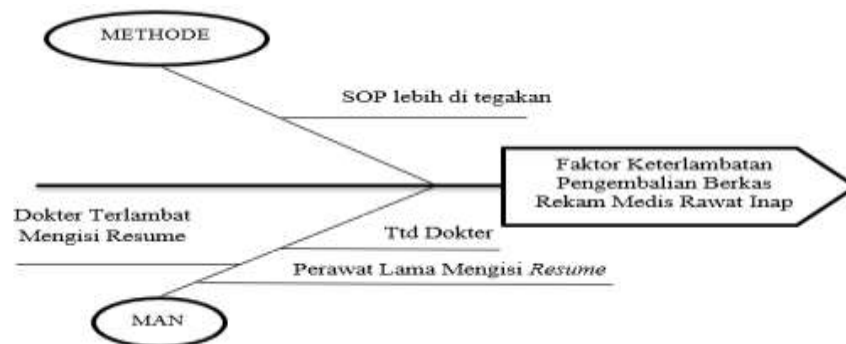 METHODE
SOP lebih di tegakan
Faktor Keterlambatan
Pengembalian Berkas
Rekam Medis Rawat Inap
Dokter Terlambat
Mengisi Resume
Ttd Dokter
Perawat Lama Mengisi Resume
MAN